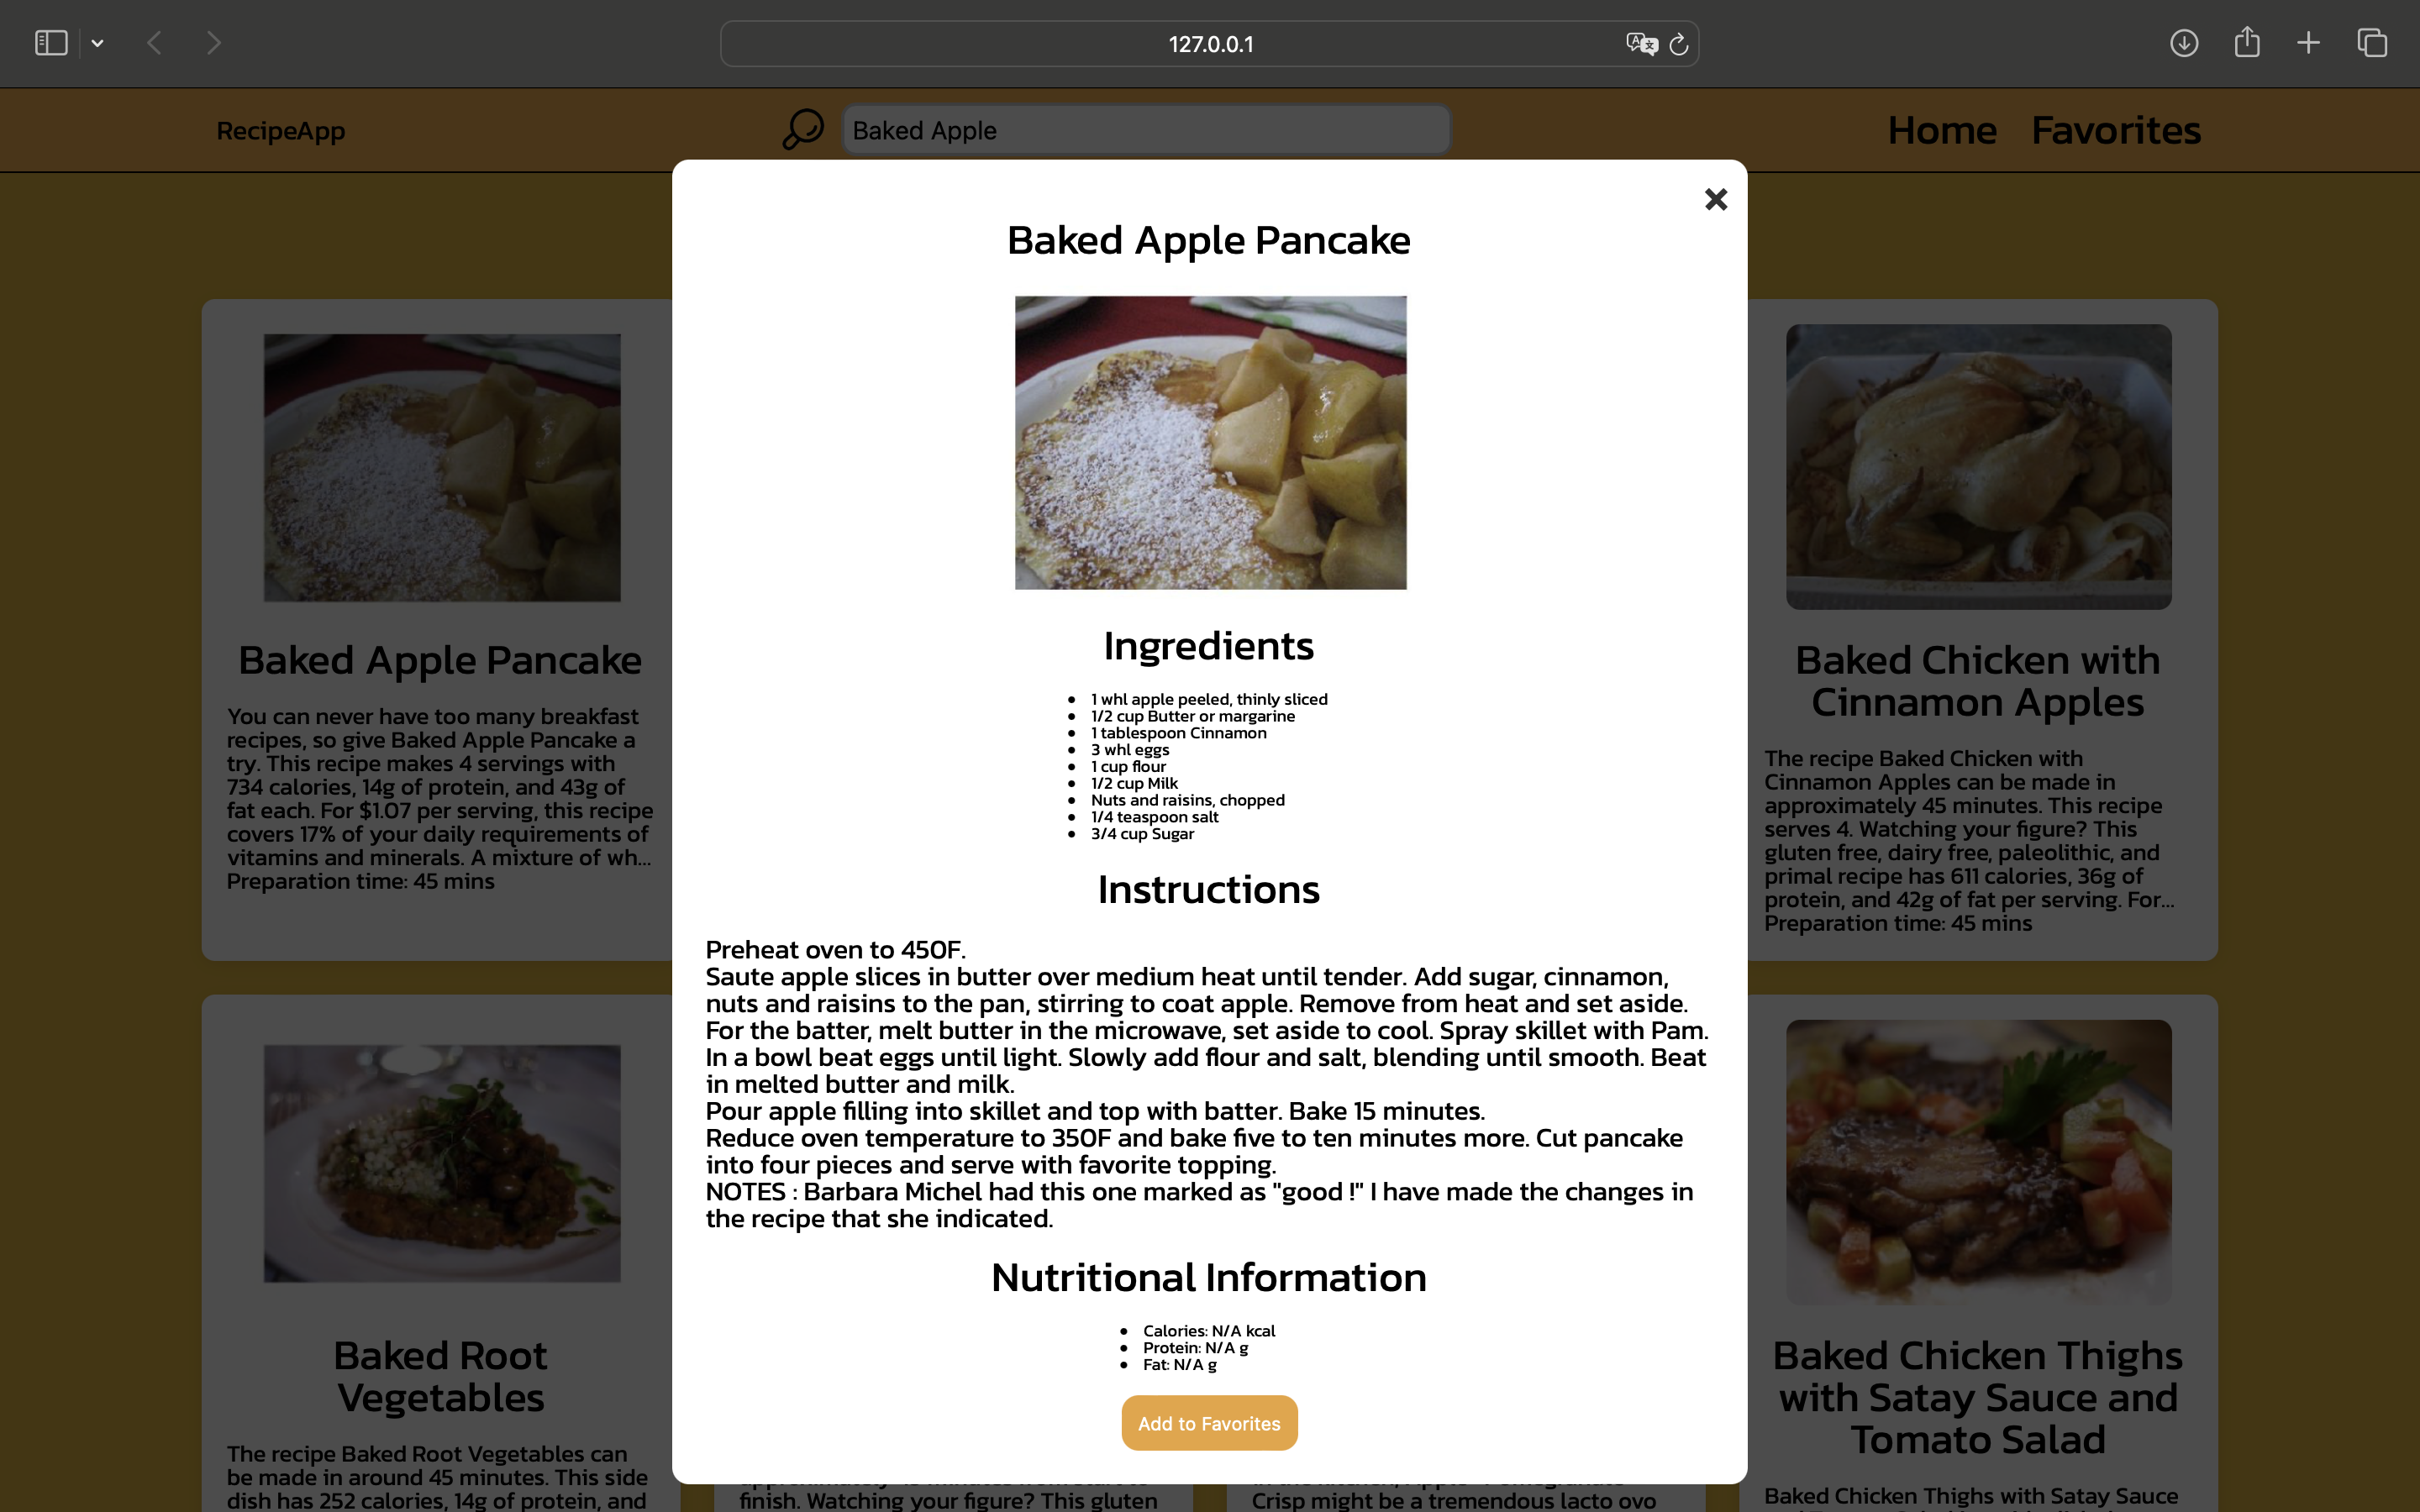 127.0.0.1
RecipeApp
Baked Apple
Home Favorites
Baked Apple Pancake
Ingredients
1 whl apple peeled, thinly sliced
1/2 cup Butter or margarine
1 tablespoon Cinnamon
3 whl eggs
1 cup flour
1/2 cup Milk
Nuts and raisins, chopped
1/4 teaspoon salt
3/4 cup Sugar
Instructions
Preheat oven to 450F.
Saute apple slices in butter over medium heat until tender. Add sugar, cinnamon,
nuts and raisins to the pan, stirring to coat apple. Remove from heat and set aside.
For the batter, melt butter in the microwave, set aside to cool. Spray skillet with Pam.
In a bowl beat eggs until light. Slowly add flour and salt, blending until smooth. Beat
in melted butter and milk.
Pour apple filling into skillet and top with batter. Bake 15 minutes.
Reduce oven temperature to 350F and bake five to ten minutes more. Cut pancake
into four pieces and serve with favorite topping.
NOTES : Barbara Michel had this one marked as "good !" I have made the changes in
the recipe that she indicated.
Nutritional Information
Calories: N/A kcal
Protein: N/A g
Fat: N/A g
Add to Favorites
Baked Apple Pancake
You can never have too many breakfast
recipes, so give Baked Apple Pancake a
try. This recipe makes 4 servings with
734 calories, 14g of protein, and 43g of
fat each. For $1.07 per serving, this recipe
covers 17% of your daily requirements of
vitamins and minerals. A mixture of wh...
Preparation time: 45 mins
Baked Chicken with
Cinnamon Apples
The recipe Baked Chicken with
Cinnamon Apples can be made in
approximately 45 minutes. This recipe
serves 4. Watching your figure? This
gluten free, dairy free, paleolithic, and
primal recipe has 611 calories, 36g of
protein, and 42g of fat per serving. For...
Preparation time: 45 mins
Baked Root
Vegetables
The recipe Baked Root Vegetables can
be made in around 45 minutes. This side
dish has 252 calories, 14g of protein, and
finish. Watching your figure? This gluten
Crisp might be a tremendous lacto ovo
Baked Chicken Thighs
with Satay Sauce and
Tomato Salad
Baked Chicken Thighs with Satay Sauce